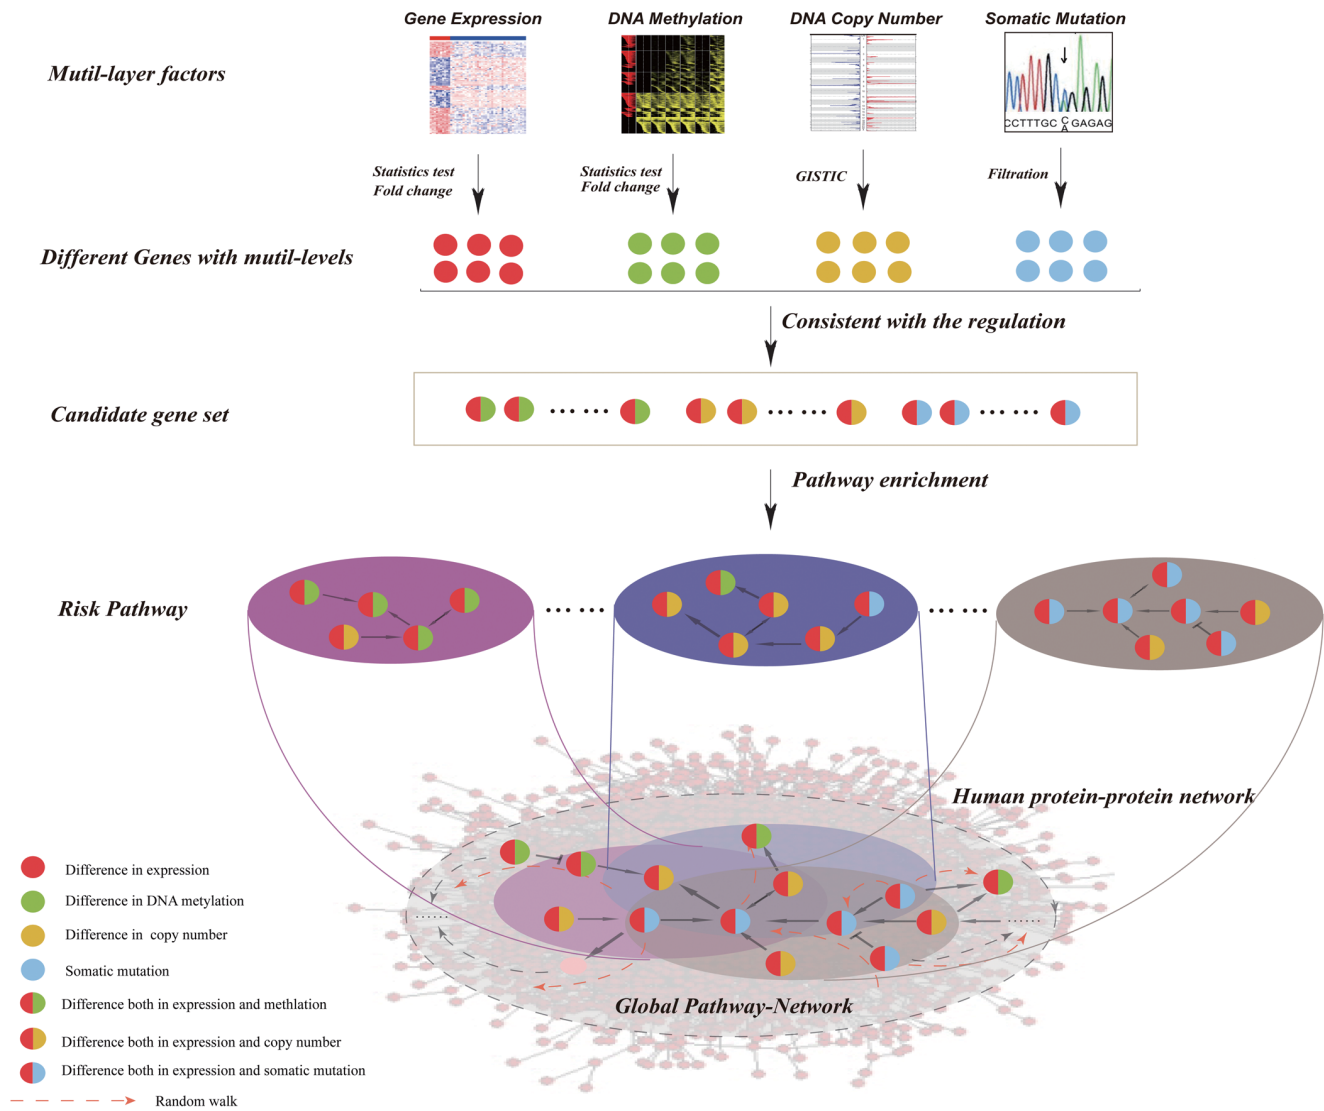 Gene Expression DNA Methylation DNA Copy Number Somatic Mutation
Mutil-layer factors
CCTTTGC C GAGAG
A
Statistics test
Fold change
Statistics test
Fold change
GISTIC
Filtration
Different Genes with mutil-levels
Consistent with the regulation
Candidate gene set
Pathway enrichment
Risk Pathway
Human protein-protein network
Global Pathway-Network
Difference in expression
Difference in DNA metylation
Difference in copy number
Somatic mutation
Difference both in expression and methlation
Difference both in expression and copy number
Difference both in expression and somatic mutation
Random walk